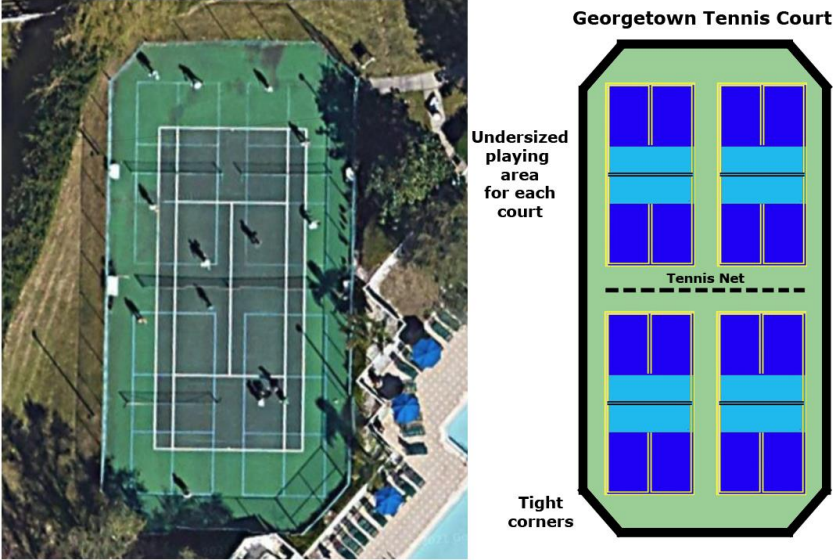 Georgetown Tennis Court
Undersized
playing
area
for each
court
Tennis Net
Tight
corners